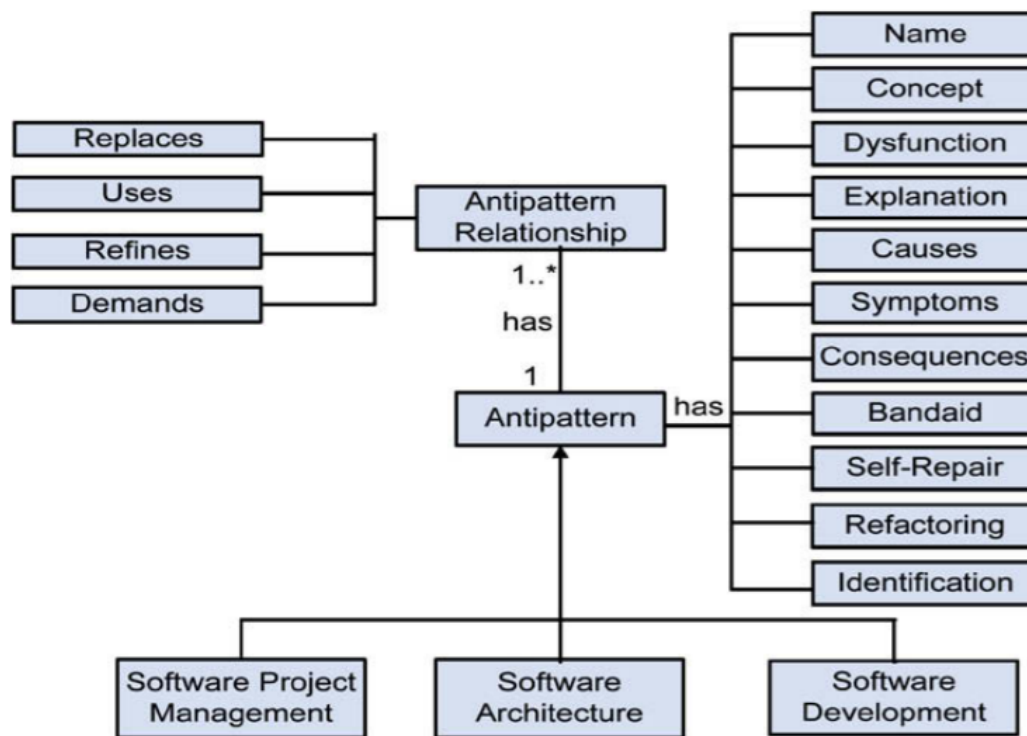 Name
Concept
Dysfunction
Explanation
Causes
Symptoms
Consequences
Bandaid
Self-Repair
Refactoring
Identification
Replaces
Uses
Refines
Demands
Antipattern
Relationship
1..*
has
1
Antipattern
has
Software Project
Management
Software
Architecture
Software
Development